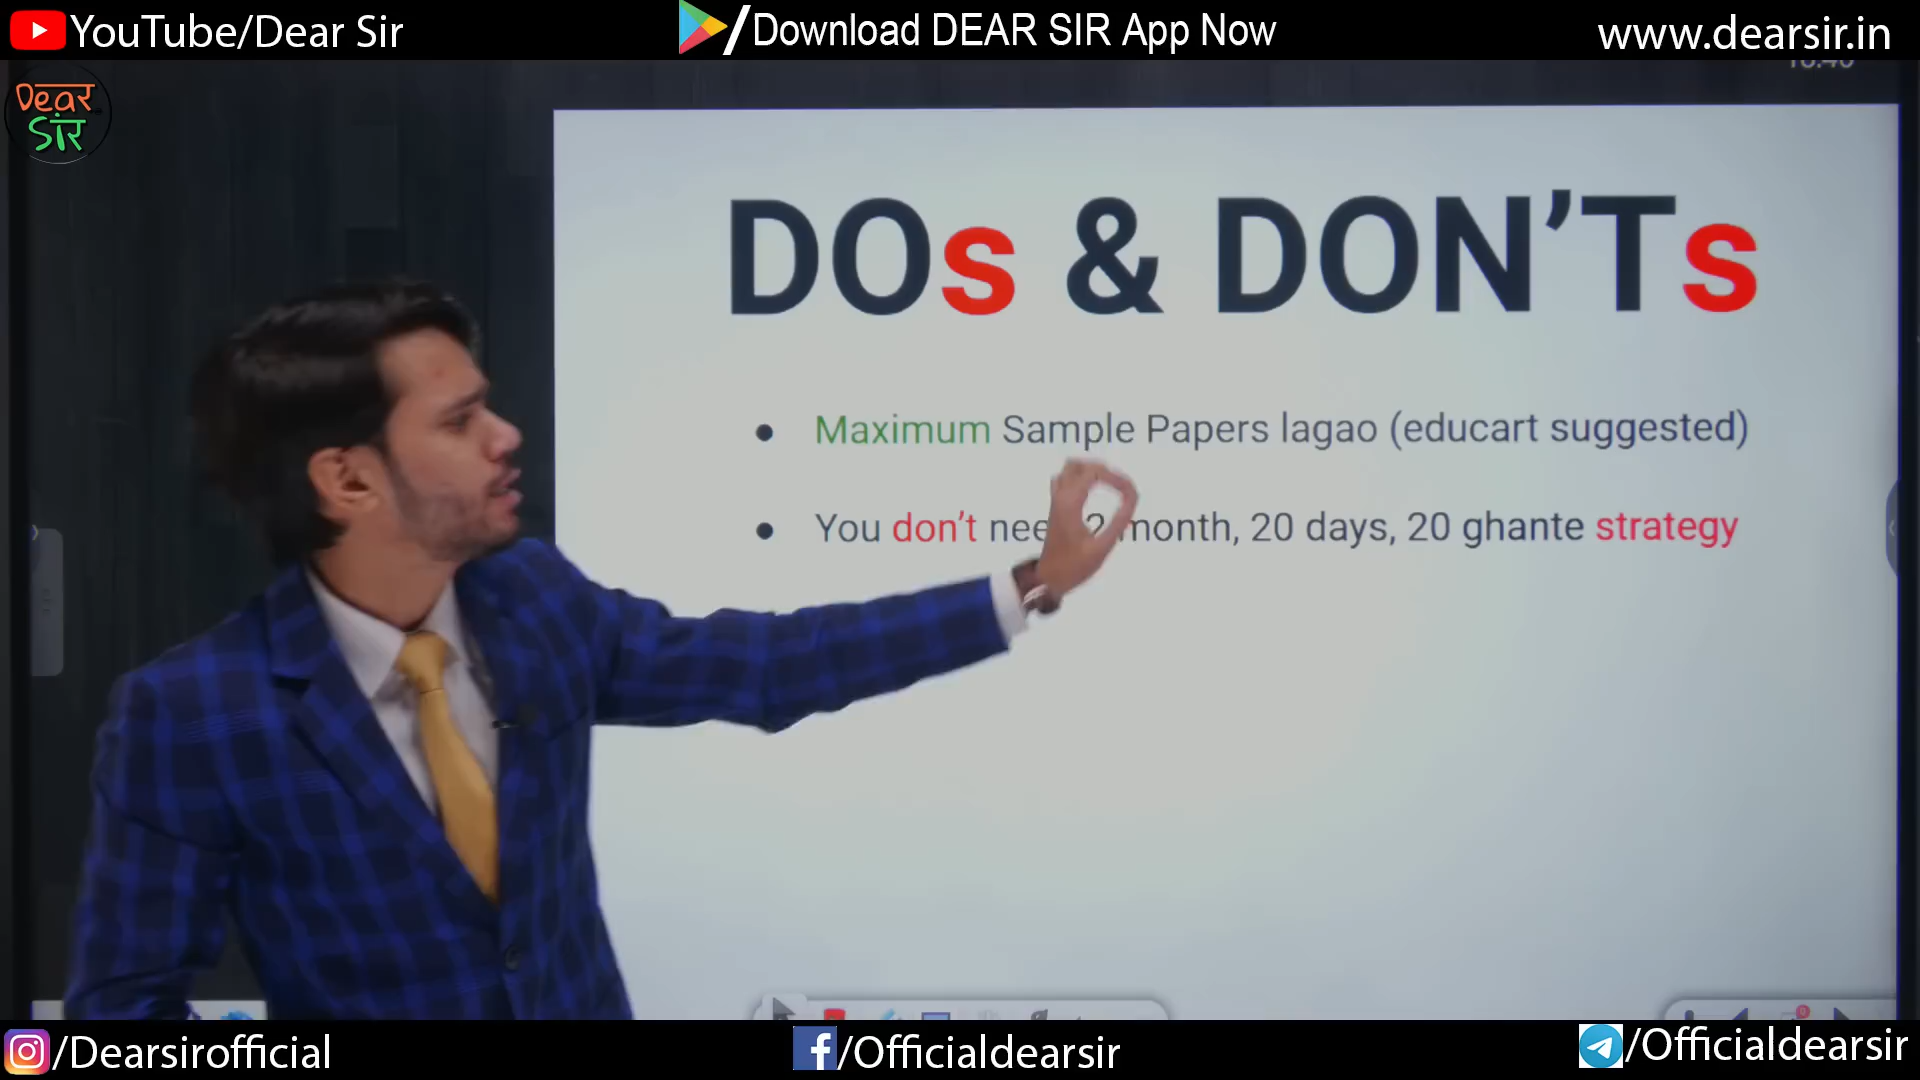 YouTube/Dear Sir
/Download DEAR SIR App Now
www.dearsir.in
Dear
Sir
DOs & DON'Ts
• Maximum Sample Papers lagao (educart suggested)
• You don't 2 month, 20 days, 20 ghante strategy
/Dearsirofficial
/Officialdearsir
/Officialdearsir